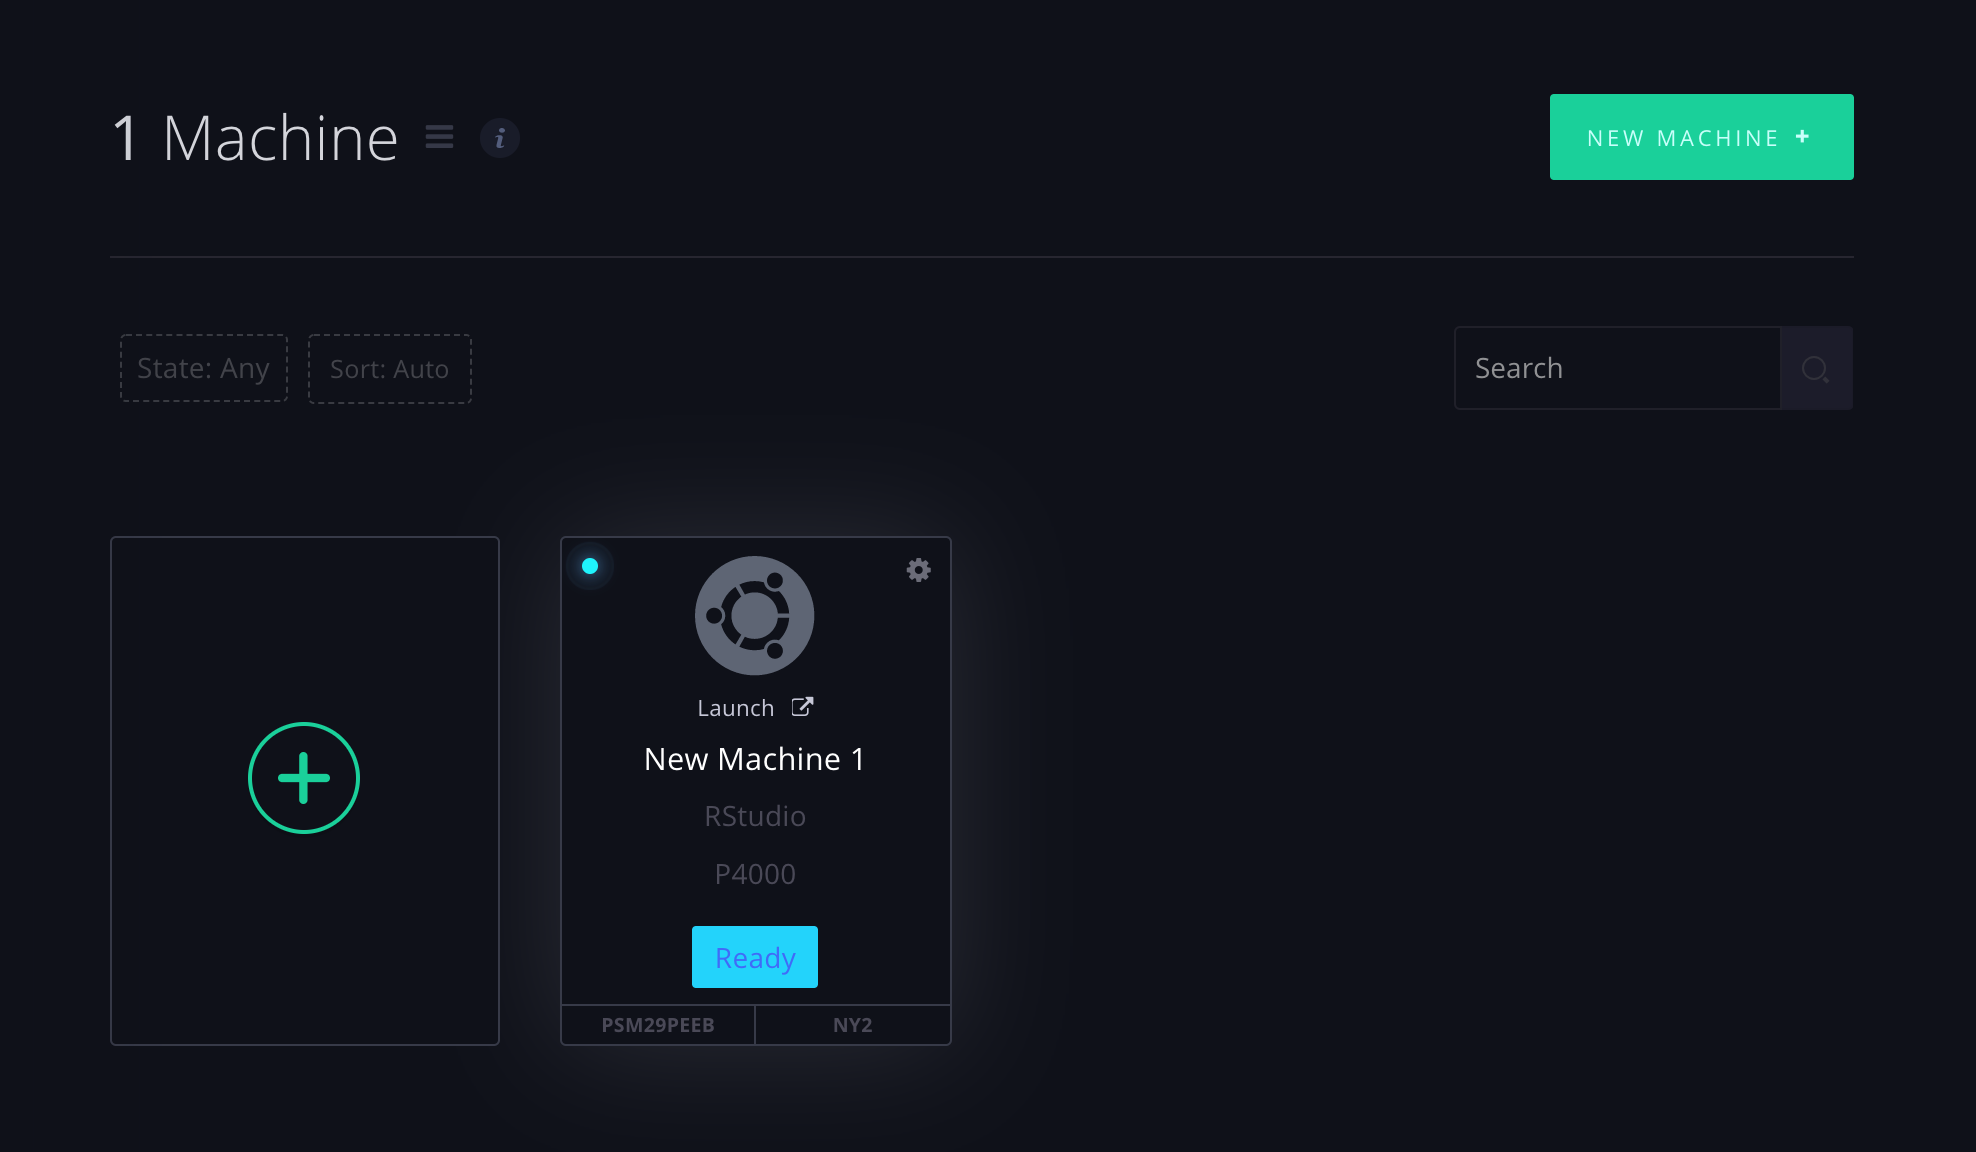 1 Machine
NEW MACHINE +
State: Any
Sort: Auto
Search
Launch
New Machine 1
RStudio
P4000
Ready
PSM29PEEB
NY2